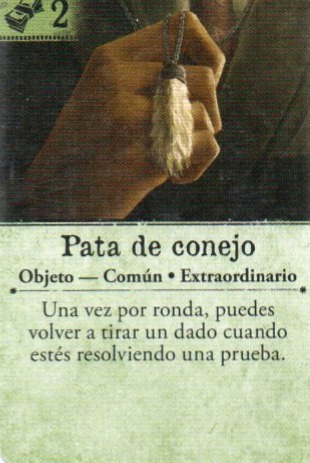 2
Pata de conejo
Objeto — Común • Extraordinario
Una vez por ronda, puedes
volver a tirar un dado cuando
estés resolviendo una prueba.